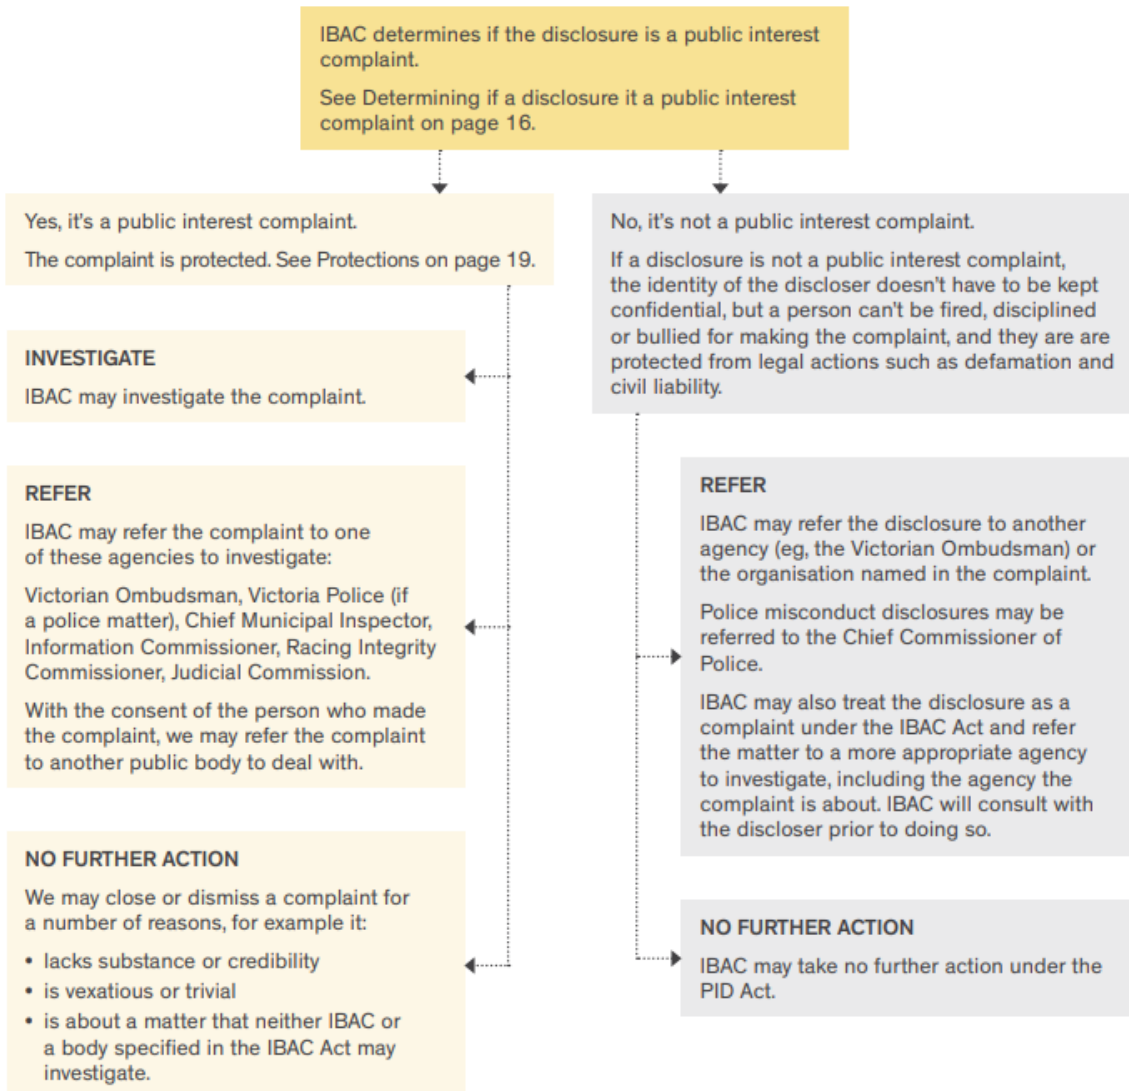 IBAC determines if the disclosure is a public interest
complaint.
See Determining if a disclosure it a public interest
complaint on page 16.
Yes, it's a public interest complaint.
The complaint is protected. See Protections on page 19.
INVESTIGATE
IBAC may investigate the complaint.
REFER
IBAC may refer the complaint to one
of these agencies to investigate:
Victorian Ombudsman, Victoria Police (if
a police matter), Chief Municipal Inspector,
Information Commissioner, Racing Integrity
Commissioner, Judicial Commission.
With the consent of the person who made
the complaint, we may refer the complaint
to another public body to deal with.
NO FURTHER ACTION
We may close or dismiss a complaint for
a number of reasons, for example it:
• lacks substance or credibility
• is vexatious or trivial
• is about a matter that neither IBAC or
a body specified in the IBAC Act may
investigate.
No, it's not a public interest complaint.
If a disclosure is not a public interest complaint,
the identity of the discloser doesn't have to be kept
confidential, but a person can't be fired, disciplined
or bullied for making the complaint, and they are are
protected from legal actions such as defamation and
civil liability.
REFER
IBAC may refer the disclosure to another
agency (eg, the Victorian Ombudsman) or
the organisation named in the complaint.
Police misconduct disclosures may be
referred to the Chief Commissioner of
Police.
IBAC may also treat the disclosure as a
complaint under the IBAC Act and refer
the matter to a more appropriate agency
to investigate, including the agency the
complaint is about. IBAC will consult with
the discloser prior to doing so.
NO FURTHER ACTION
IBAC may take no further action under the
PID Act.